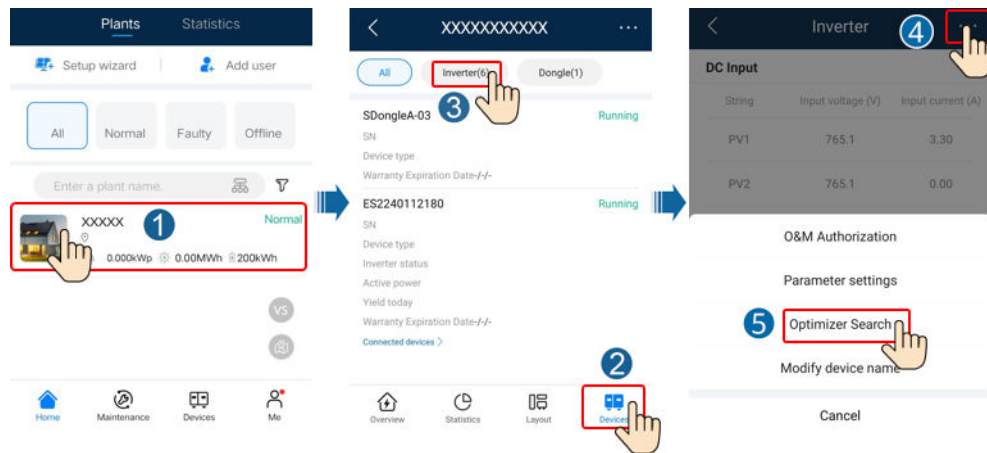 Plants Statistics
Setup wizard Add user
All Normal Faulty Offline
Enter a plant name.
XXXXX 1 Normal
0.000kWp 0.00MWh 200kWh
VS
Home Maintenance Devices Me
XXXXXXXXXXX ...
All Inverter(6) Dongle(1)
3
SDongleA-03 Running
SN
Device type
Warranty Expiration Date-/-/-
ES2240112180 Running
SN
Device type
Inverter status
Active power
Yield today
Warranty Expiration Date-/-/-
Connected devices >
2
Overview Statistics Layout Devices
Inverter 4
DC Input
String Input voltage (V) Input current (A)
PV1 765.1 3.30
PV2 765.1 0.00
O&M Authorization
Parameter settings
5 Optimizer Search
Modify device name
Cancel